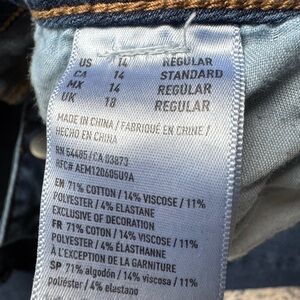 US 14 REGULAR
CA 14 STANDARD
MX 14 REGULAR
UK 18 REGULAR
MADE IN CHINA / FABRIQUÉ EN CHINE /
HECHO EN CHINA
RN 54485 / CA 03873
RFC# AEM120605U9A
EN 71% COTTON / 14% VISCOSE / 11%
POLYESTER / 4% ELASTANE
EXCLUSIVE OF DECORATION
FR 71% COTON / 14% VISCOSE / 11%
POLYESTER / 4% ÉLASTHANNE
À L'EXCEPTION DE LA GARNITURE
SP 71% algodón / 14% viscosa / 11%
poliéster / 4% elastano